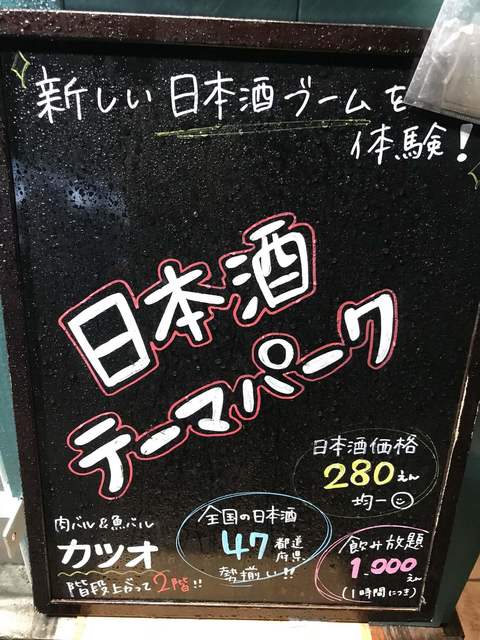 新しい日本酒ブームを
体験!
日本酒
テーマパーク
日本酒価格
280えん
均一
肉バル&魚バル
カツオ
階段上がって2階!!
全国の日本酒
47都道府県
勢揃い!!
飲み放題
1,000えん
(1時間につき)